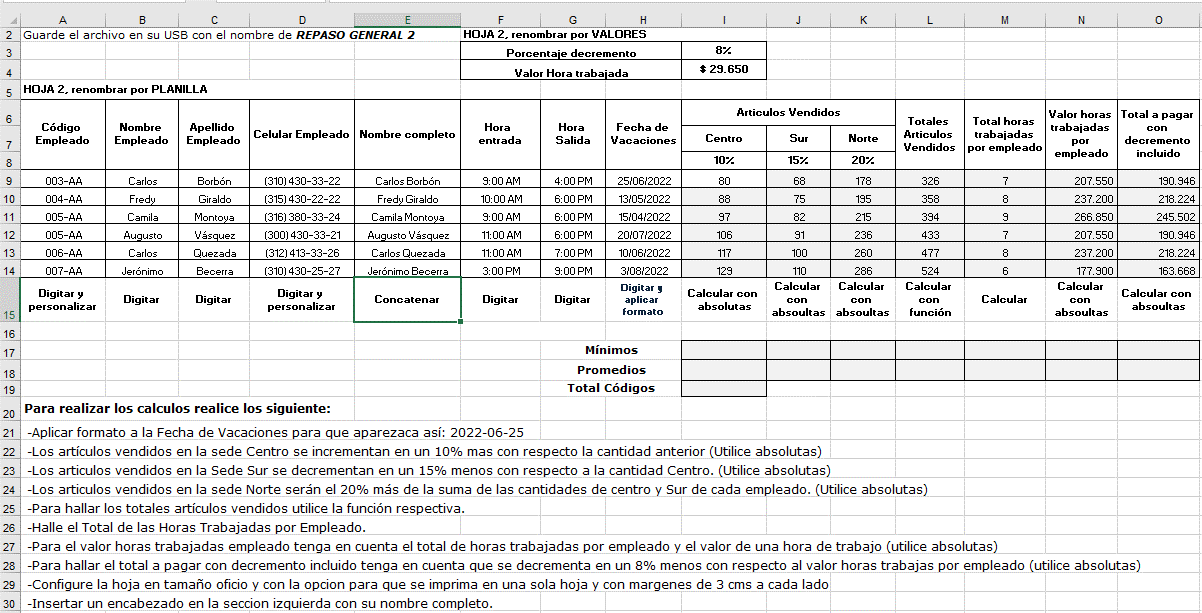 A B C D E F G H I J K L M N O
2 Guarde el archivo en su USB con el nombre de REPASO GENERAL 2 HOJA 2, renombrar por VALORES
3 Porcentaje decremento 8%
4 Valor Hora trabajada $ 29.650
5 HOJA 2, renombrar por PLANILLA
6 Código Empleado Nombre Empleado Apellido Empleado Celular Empleado Nombre completo Hora entrada Hora Salida Fecha de Vacaciones Articulos Vendidos Totales Articulos Vendidos Total horas trabajadas por empleado Valor horas trabajadas por empleado Total a pagar con decremento incluido
7 Centro Sur Norte
8 10% 15% 20%
9 003-AA Carlos Borbón (310) 430-33-22 Carlos Borbón 9:00 AM 4:00 PM 25/06/2022 80 68 178 326 7 207.550 190.946
10 004-AA Fredy Giraldo (315) 430-22-22 Fredy Giraldo 10:00 AM 6:00 PM 13/05/2022 88 75 195 358 8 237.200 218.224
11 005-AA Camila Montoya (316) 380-33-24 Camila Montoya 9:00 AM 6:00 PM 15/04/2022 97 82 215 394 9 266.850 245.502
12 005-AA Augusto Vásquez (300) 430-33-21 Augusto Vásquez 11:00 AM 6:00 PM 20/07/2022 106 91 236 433 7 207.550 190.946
13 006-AA Carlos Quezada (312) 413-33-26 Carlos Quezada 11:00 AM 7:00 PM 10/06/2022 117 100 260 477 8 237.200 218.224
14 007-AA Jerónimo Becerra (310) 430-25-27 Jerónimo Becerra 3:00 PM 9:00 PM 3/08/2022 129 110 286 524 6 177.900 163.668
15 Digitar y personalizar Digitar Digitar Digitar y personalizar Concatenar Digitar Digitar Digitar y aplicar formato Calcular con absolutas Calcular con absoultas Calcular con absoultas Calcular con función Calcular Calcular con absoultas Calcular con absoultas
16
17 Mínimos
18 Promedios
19 Total Códigos
20 Para realizar los calculos realice los siguiente:
21 -Aplicar formato a la Fecha de Vacaciones para que aparezaca así: 2022-06-25
22 -Los artículos vendidos en la sede Centro se incrementan en un 10% mas con respecto la cantidad anterior (Utilice absolutas)
23 -Los articulos vendidos en la Sede Sur se decrementan en un 15% menos con respecto a la cantidad Centro. (Utilice absolutas)
24 -Los articulos vendidos en la sede Norte serán el 20% más de la suma de las cantidades de centro y Sur de cada empleado. (Utilice absolutas)
25 -Para hallar los totales artículos vendidos utilice la función respectiva.
26 -Halle el Total de las Horas Trabajadas por Empleado.
27 -Para el valor horas trabajadas empleado tenga en cuenta el total de horas trabajadas por empleado y el valor de una hora de trabajo (utilice absolutas)
28 -Para hallar el total a pagar con decremento incluido tenga en cuenta que se decrementa en un 8% menos con respecto al valor horas trabajas por empleado (utilice absolutas)
29 -Configure la hoja en tamaño oficio y con la opcion para que se imprima en una sola hoja y con margenes de 3 cms a cada lado
30 -Insertar un encabezado en la seccion izquierda con su nombre completo.